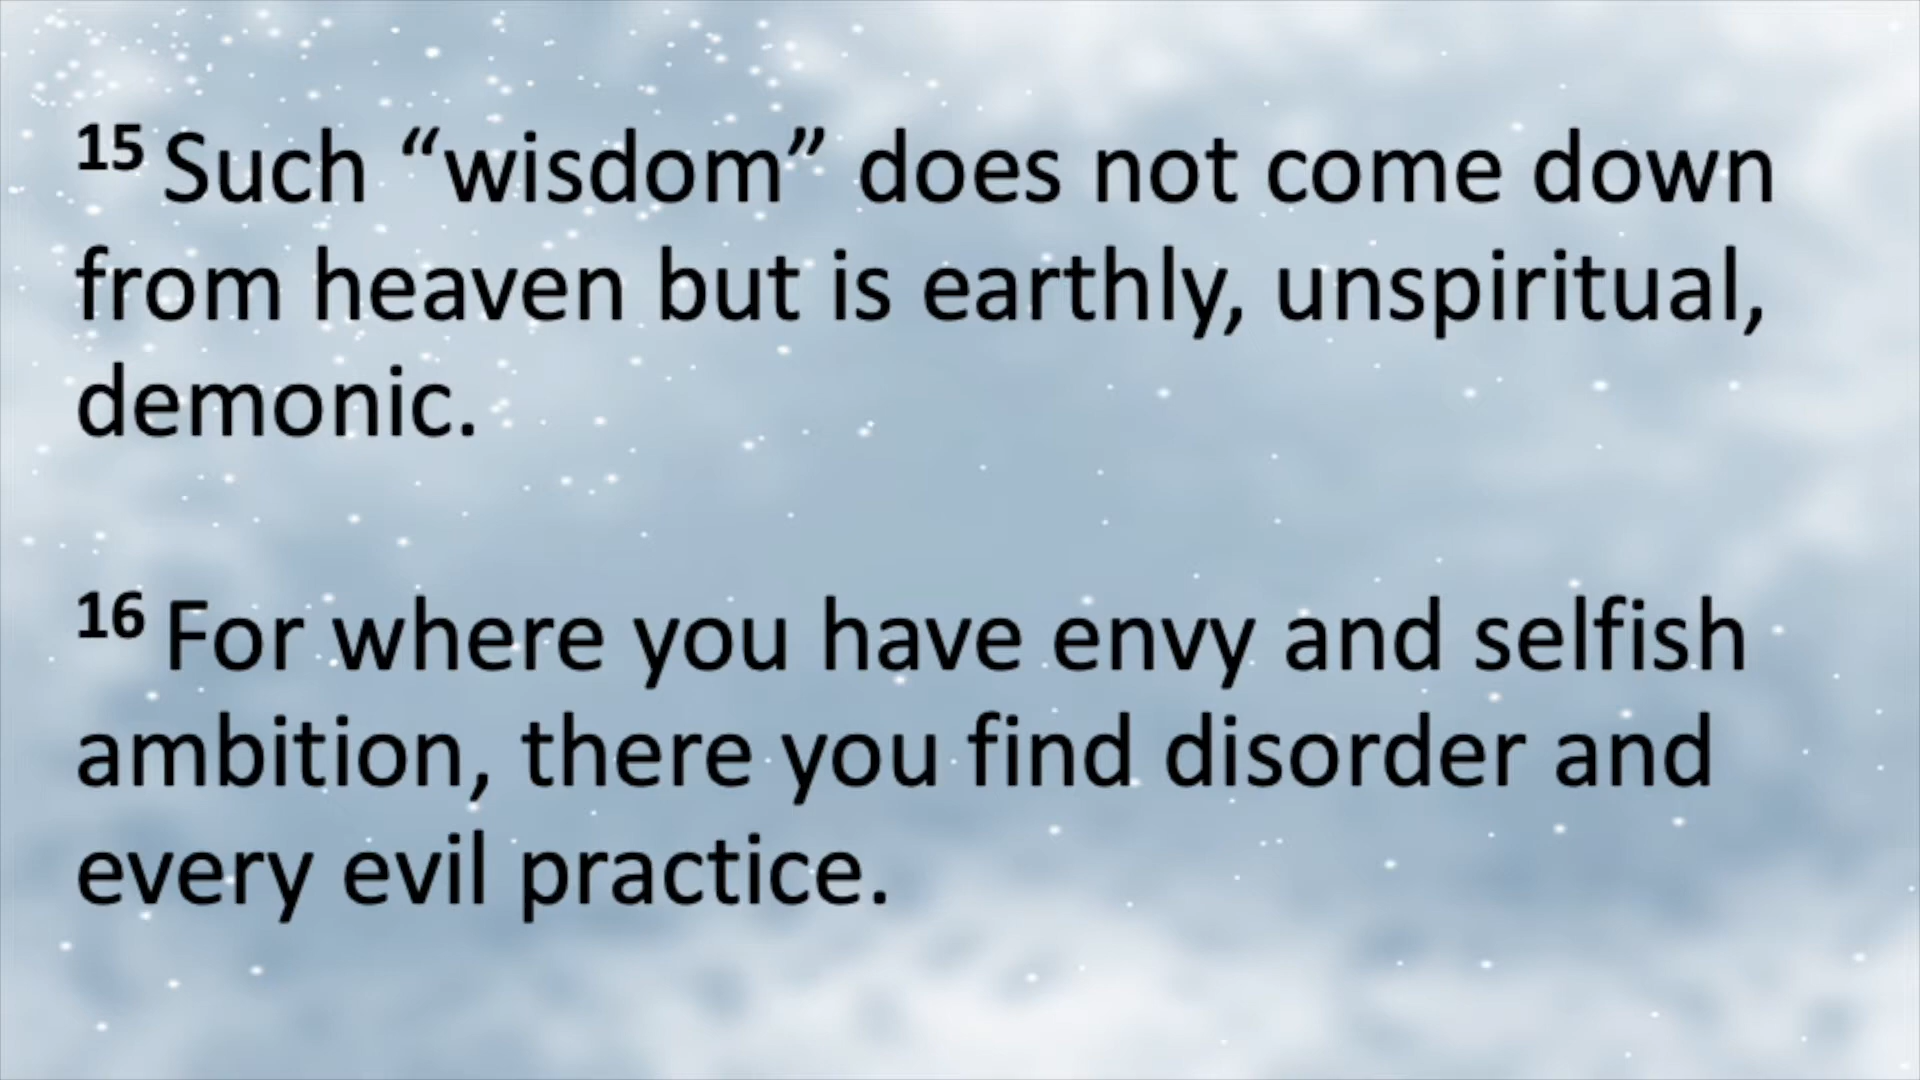 15 Such “wisdom” does not come down
from heaven but is earthly, unspiritual,
demonic.
16 For where you have envy and selfish
ambition, there you find disorder and
every evil practice.